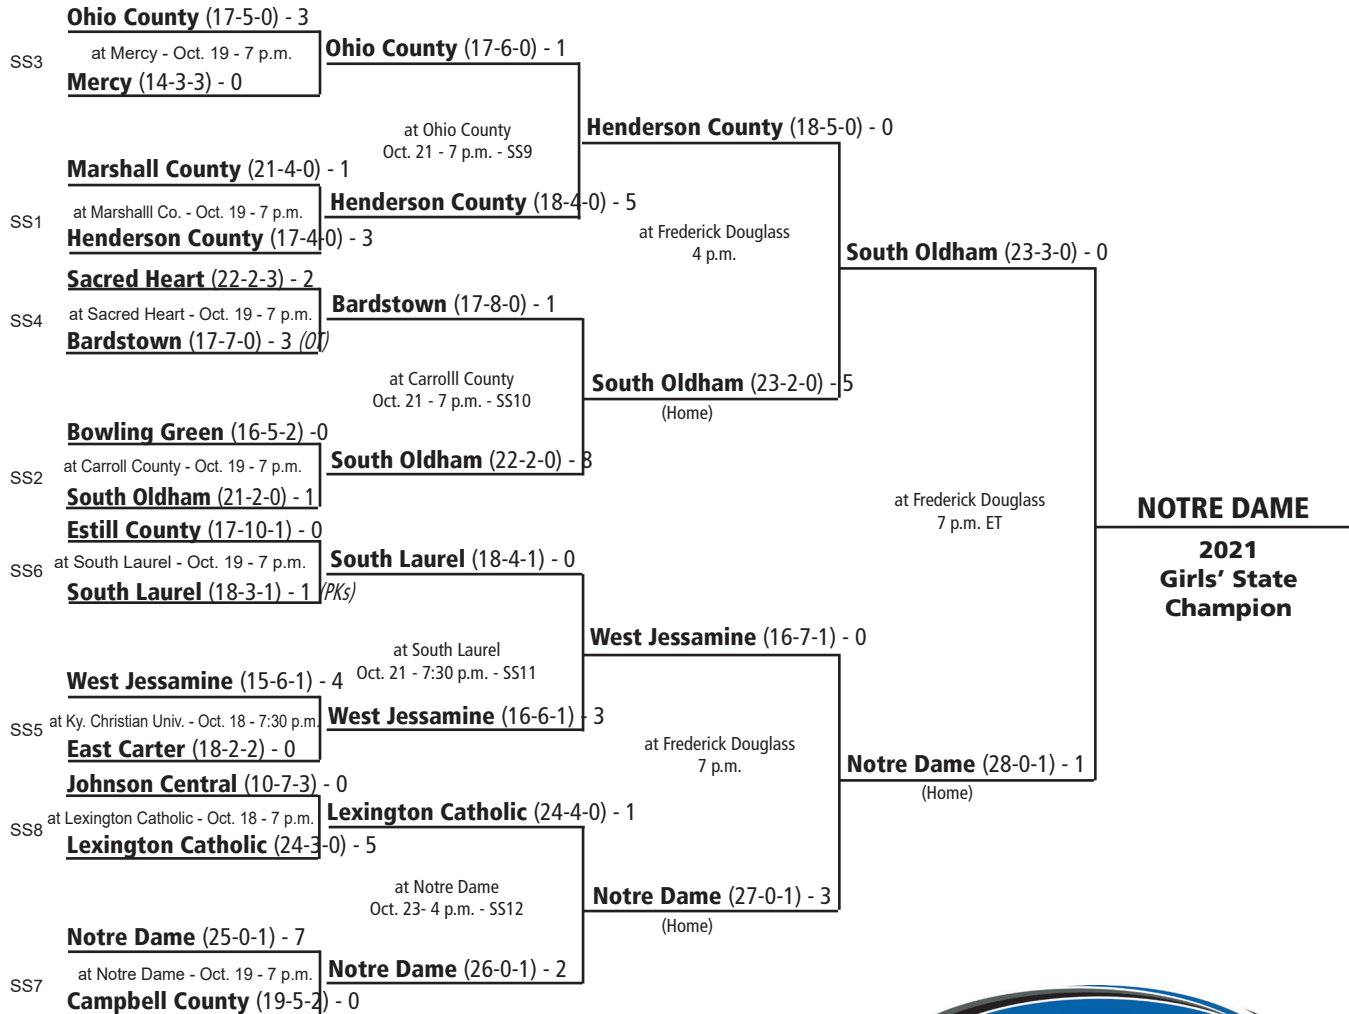 Ohio County (17-5-0) - 3
SS3
at Mercy - Oct. 19 - 7 p.m.
Mercy (14-3-3) - 0
Ohio County (17-6-0) - 1
at Ohio County
Oct. 21 - 7 p.m. - SS9
Marshall County (21-4-0) - 1
SS1
at Marshalll Co. - Oct. 19 - 7 p.m.
Henderson County (17-4-0) - 3
Henderson County (18-4-0) - 5
Henderson County (18-5-0) - 0
at Frederick Douglass
4 p.m.
Sacred Heart (22-2-3) - 2
SS4
at Sacred Heart - Oct. 19 - 7 p.m.
Bardstown (17-7-0) - 3 (OT)
Bardstown (17-8-0) - 1
at Carrolll County
Oct. 21 - 7 p.m. - SS10
South Oldham (23-2-0) - 5
(Home)
Bowling Green (16-5-2) -0
SS2
at Carroll County - Oct. 19 - 7 p.m.
South Oldham (21-2-0) - 1
South Oldham (22-2-0) - 8
South Oldham (23-3-0) - 0
at Frederick Douglass
7 p.m. ET
NOTRE DAME
2021
Girls’ State
Champion
Estill County (17-10-1) - 0
SS6
at South Laurel - Oct. 19 - 7 p.m.
South Laurel (18-3-1) - 1 (PKs)
South Laurel (18-4-1) - 0
at South Laurel
Oct. 21 - 7:30 p.m. - SS11
West Jessamine (15-6-1) - 4
SS5
at Ky. Christian Univ. - Oct. 18 - 7:30 p.m.
East Carter (18-2-2) - 0
West Jessamine (16-6-1) - 3
West Jessamine (16-7-1) - 0
at Frederick Douglass
7 p.m.
Notre Dame (28-0-1) - 1
(Home)
Johnson Central (10-7-3) - 0
SS8
at Lexington Catholic - Oct. 18 - 7 p.m.
Lexington Catholic (24-3-0) - 5
Lexington Catholic (24-4-0) - 1
at Notre Dame
Oct. 23- 4 p.m. - SS12
Notre Dame (27-0-1) - 3
(Home)
Notre Dame (25-0-1) - 7
SS7
at Notre Dame - Oct. 19 - 7 p.m.
Campbell County (19-5-2) - 0
Notre Dame (26-0-1) - 2